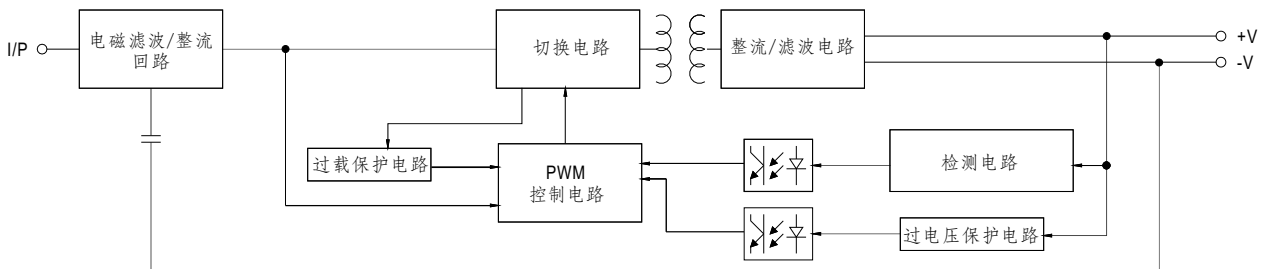 I/P
电磁滤波/整流
回路
切换电路
整流/滤波电路
+V
-V
过载保护电路
PWM
控制电路
检测电路
过电压保护电路